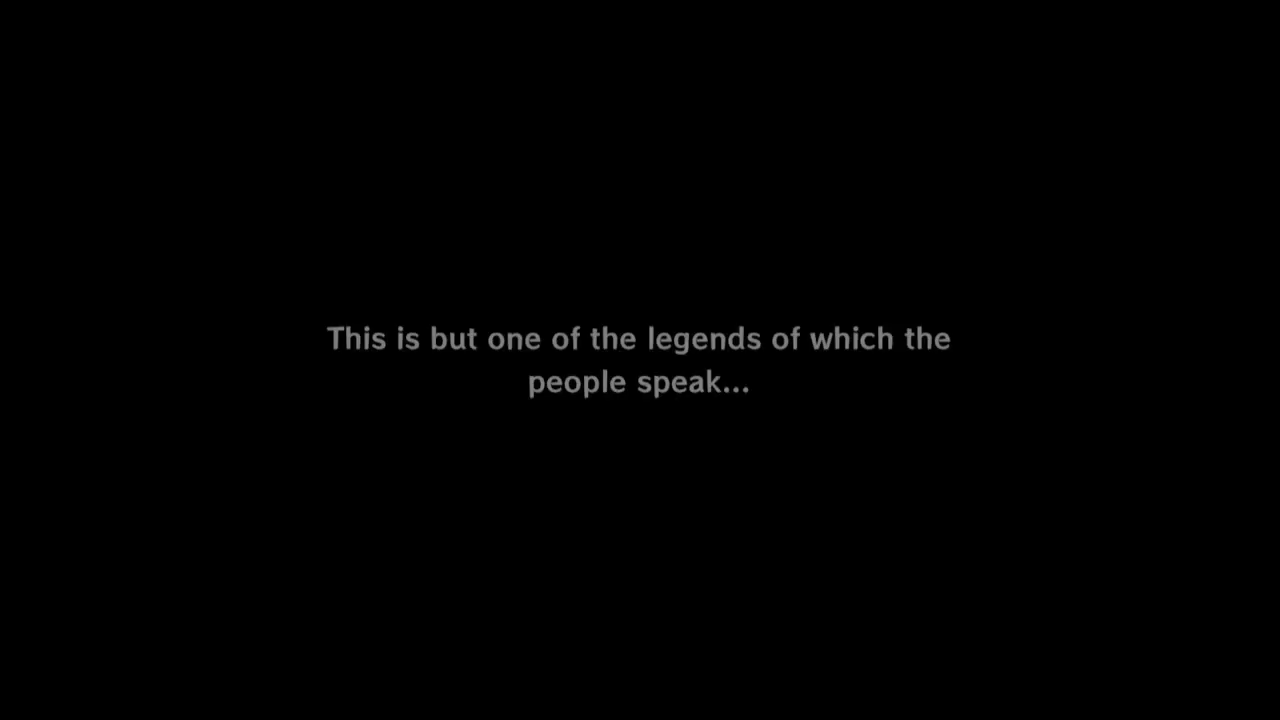 This is but one of the legends of which the
people speak...